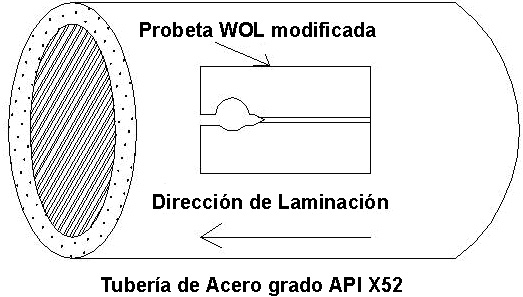 Probeta WOL modificada
Dirección de Laminación
Tubería de Acero grado API X52